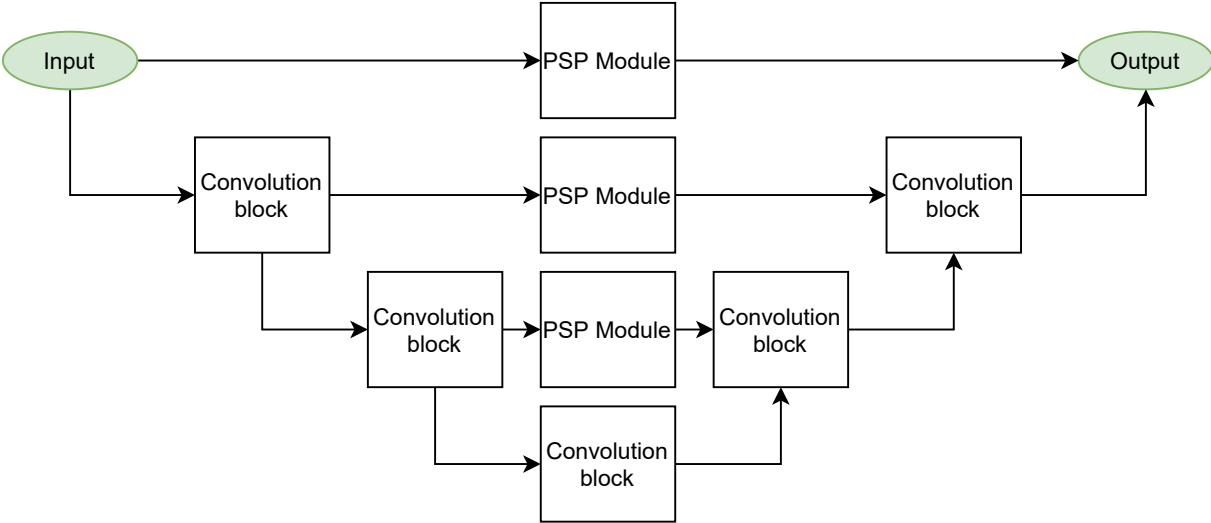 Input
PSP Module
Output
Convolution
block
PSP Module
Convolution
block
Convolution
block
PSP Module
Convolution
block
Convolution
block